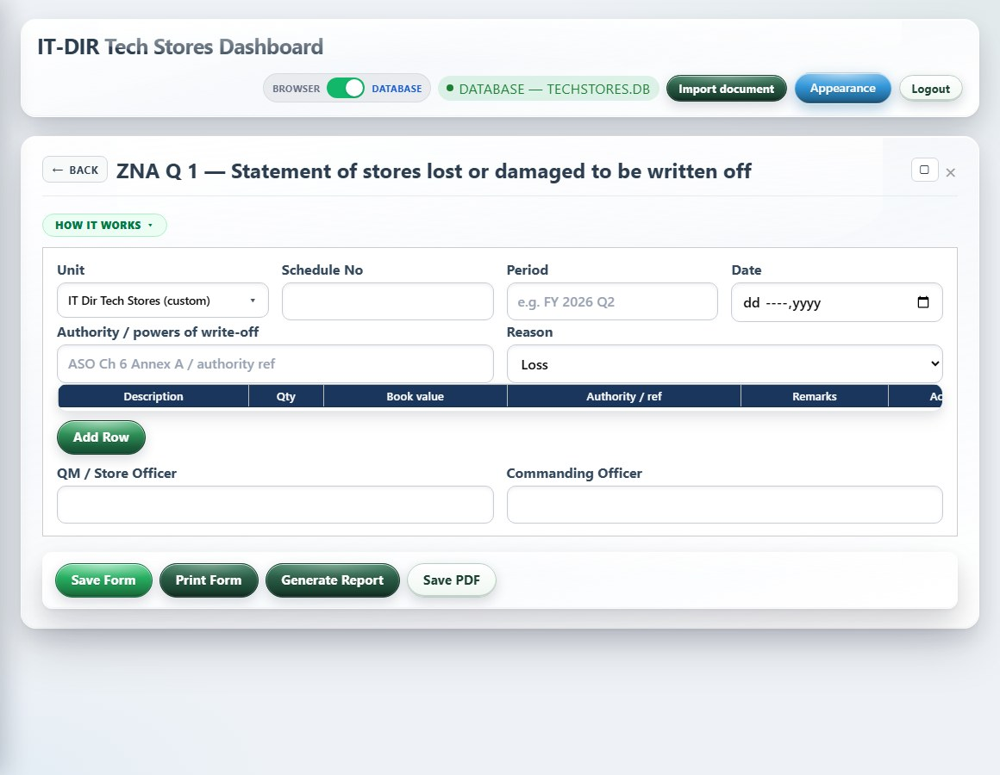 IT-DIR Tech Stores Dashboard
BROWSER DATABASE DATABASE — TECHSTORES.DB Import document Appearance Logout
← BACK ZNA Q 1 — Statement of stores lost or damaged to be written off
HOW IT WORKS
Unit Schedule No Period Date
IT Dir Tech Stores (custom) e.g. FY 2026 Q2 dd ----,yyyy
Authority / powers of write-off Reason
ASO Ch 6 Annex A / authority ref Loss
Description Qty Book value Authority / ref Remarks Ac
Add Row
QM / Store Officer Commanding Officer
Save Form Print Form Generate Report Save PDF